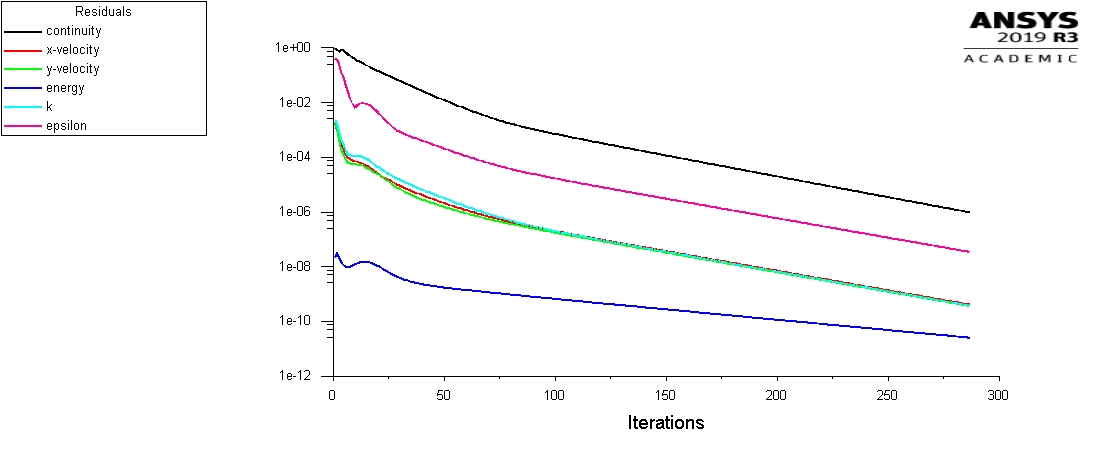 Residuals
continuity
x-velocity
y-velocity
energy
k
epsilon
ANSYS
2019 R3
ACADEMIC
1e+00
1e-02
1e-04
1e-06
1e-08
1e-10
1e-12
0 50 100 150 200 250 300
Iterations